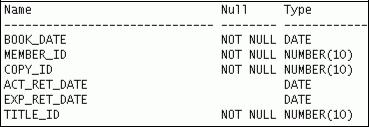 Name Null Type
------------------------------ -------- ------------
BOOK_DATE NOT NULL DATE
MEMBER_ID NOT NULL NUMBER(10)
COPY_ID NOT NULL NUMBER(10)
ACT_RET_DATE DATE
EXP_RET_DATE DATE
TITLE_ID NOT NULL NUMBER(10)